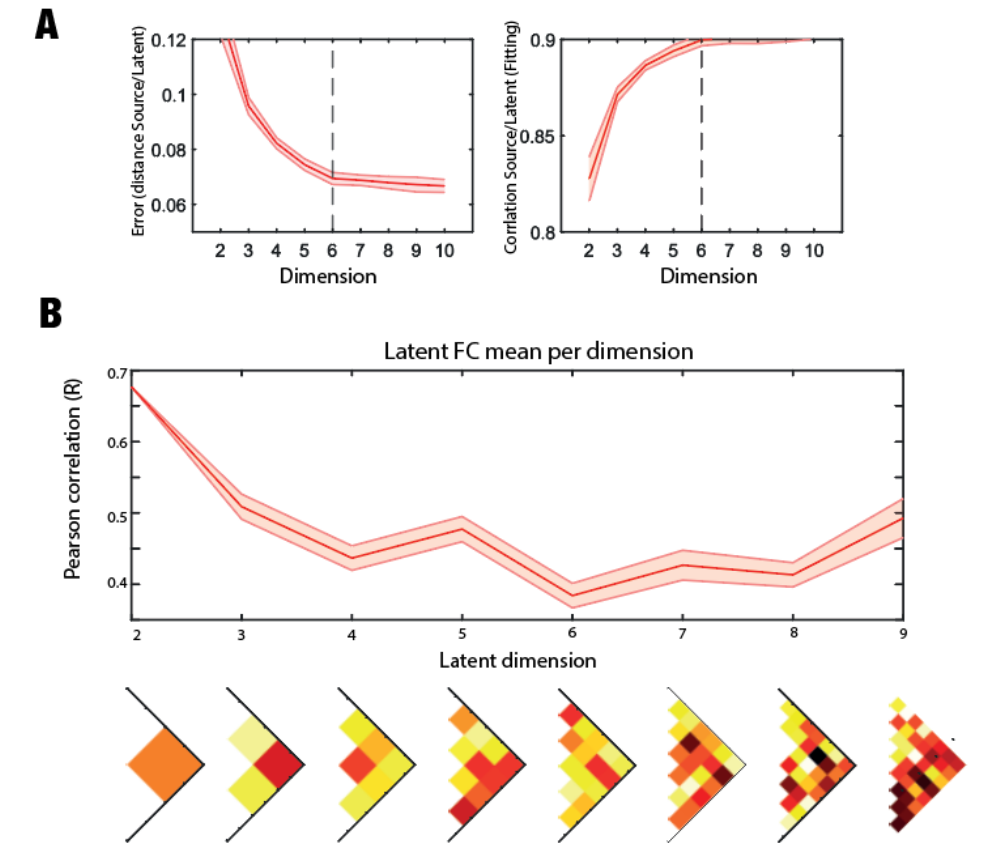 A
Error (distance Source/Latent)
0.12
0.1
0.08
0.06
2 3 4 5 6 7 8 9 10
Dimension
Corrlation Source/Latent (Fitting)
0.9
0.85
0.8
2 3 4 5 6 7 8 9 10
Dimension
B
Latent FC mean per dimension
Pearson correlation (R)
0.7
0.6
0.5
0.4
2 3 4 5 6 7 8 9
Latent dimension